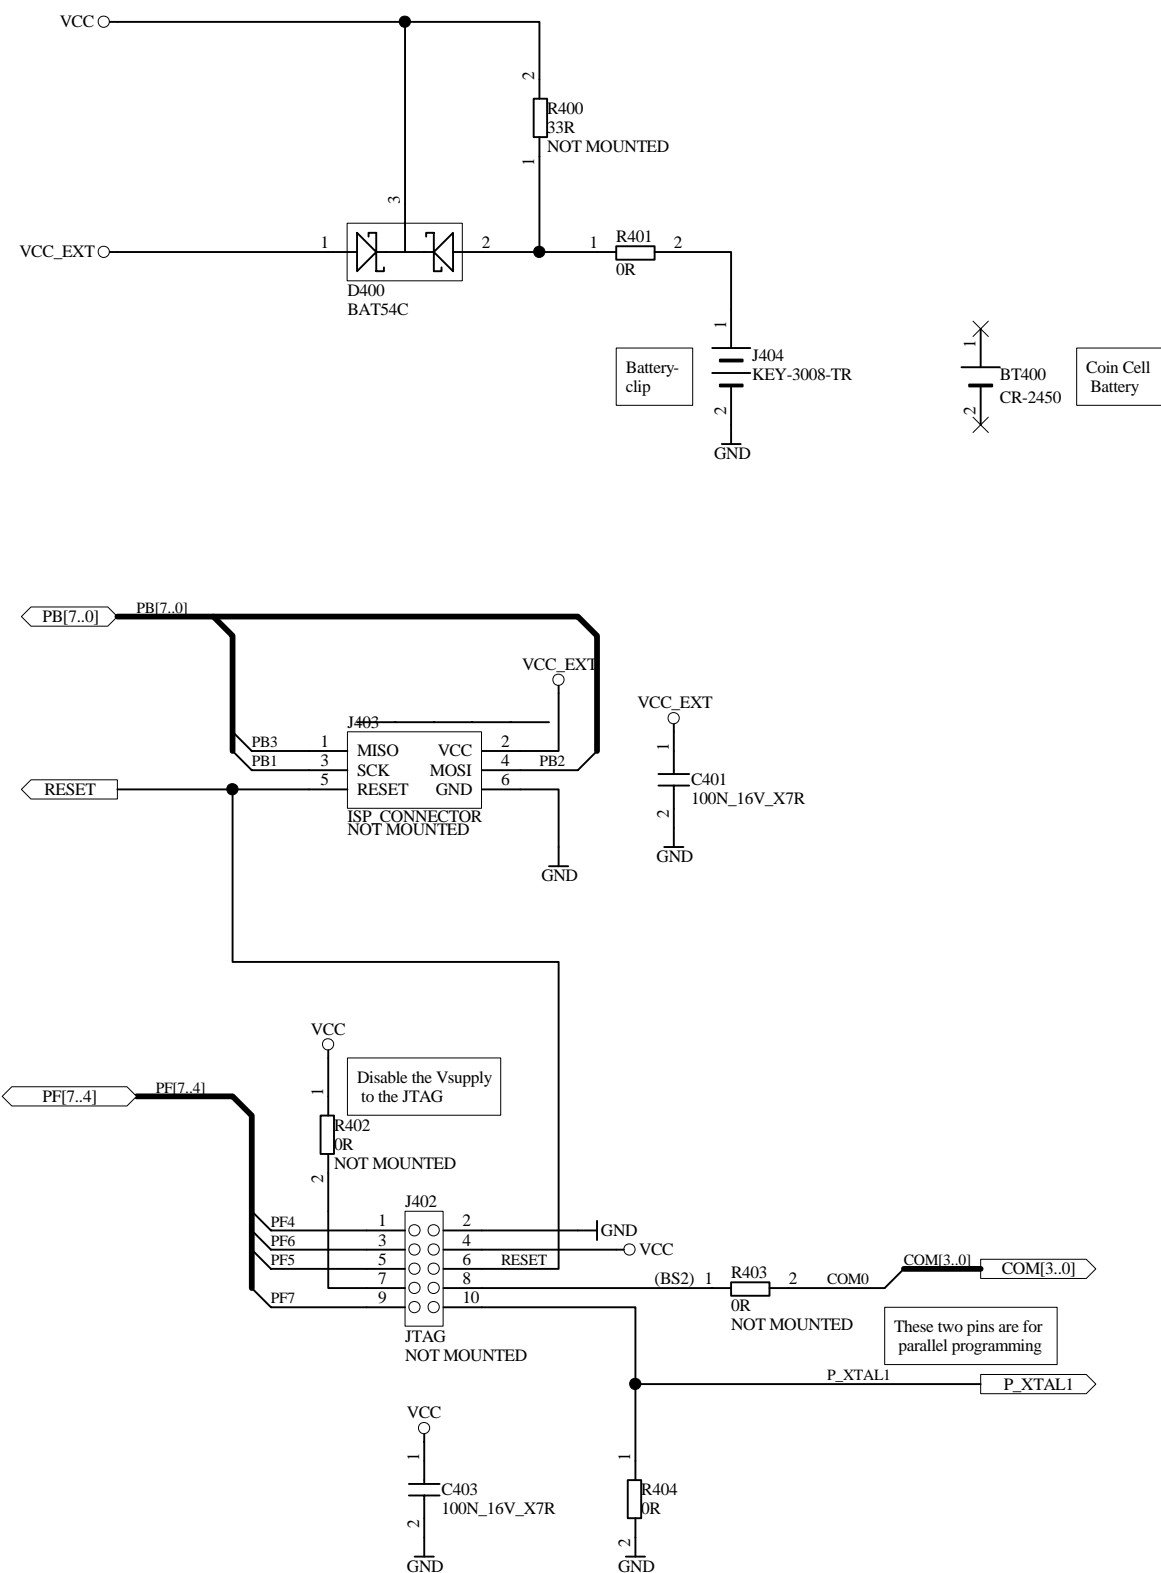 VCC
2
R400
33R
NOT MOUNTED
1
3
VCC_EXT
1
2
1
R401
2
0R
D400
BAT54C
Battery-
clip
1
J404
KEY-3008-TR
2
GND
1
BT400
CR-2450
2
Coin Cell
Battery
PB[7..0]
PB[7..0]
VCC_EXT
J403
PB3
1
MISO
VCC
2
PB1
3
SCK
MOSI
4
PB2
RESET
5
RESET
GND
6
ISP_CONNECTOR
NOT MOUNTED
GND
VCC_EXT
1
C401
100N_16V_X7R
2
GND
VCC
Disable the Vsupply
to the JTAG
PF[7..4]
PF[7..4]
1
R402
0R
NOT MOUNTED
2
J402
PF4
1
2
GND
PF6
3
4
VCC
PF5
5
6
RESET
7
8
(BS2)
1
R403
2
COM0
COM[3..0]
COM[3..0]
0R
NOT MOUNTED
PF7
9
10
JTAG
NOT MOUNTED
These two pins are for
parallel programming
P_XTAL1
P_XTAL1
VCC
1
C403
100N_16V_X7R
2
GND
1
R404
0R
2
GND